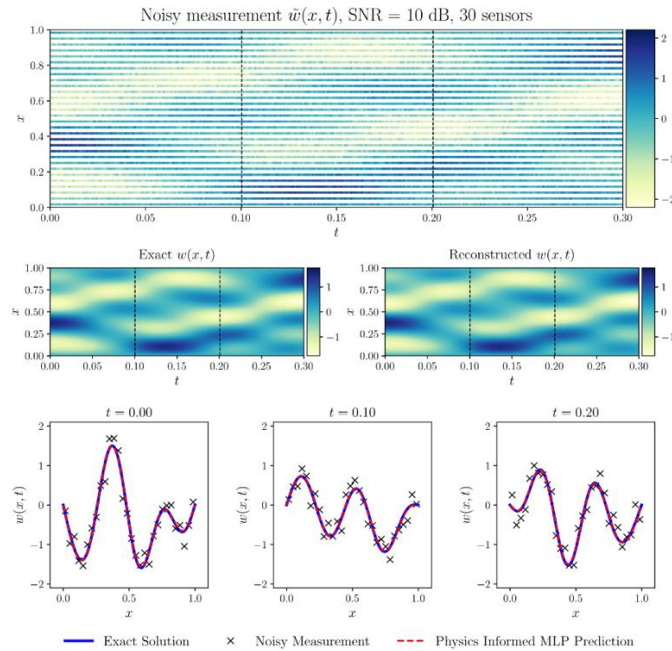 Noisy measurement w̃(x, t), SNR = 10 dB, 30 sensors
1.0
0.8
0.6
0.4
0.2
0.0
x
0.00 0.05 0.10 0.15 0.20 0.25 0.30
t
2
1
0
−1
−2
Exact w(x, t)
1.00
0.75
0.50
0.25
0.00
x
0.00 0.05 0.10 0.15 0.20 0.25 0.30
t
1
0
−1
Reconstructed w(x, t)
1.00
0.75
0.50
0.25
0.00
x
0.00 0.05 0.10 0.15 0.20 0.25 0.30
t
1
0
−1
t = 0.00
2
1
0
−1
−2
w(x, t)
0.0 0.5 1.0
x
t = 0.10
2
1
0
−1
−2
w(x, t)
0.0 0.5 1.0
x
t = 0.20
2
1
0
−1
−2
w(x, t)
0.0 0.5 1.0
x
Exact Solution Noisy Measurement Physics Informed MLP Prediction